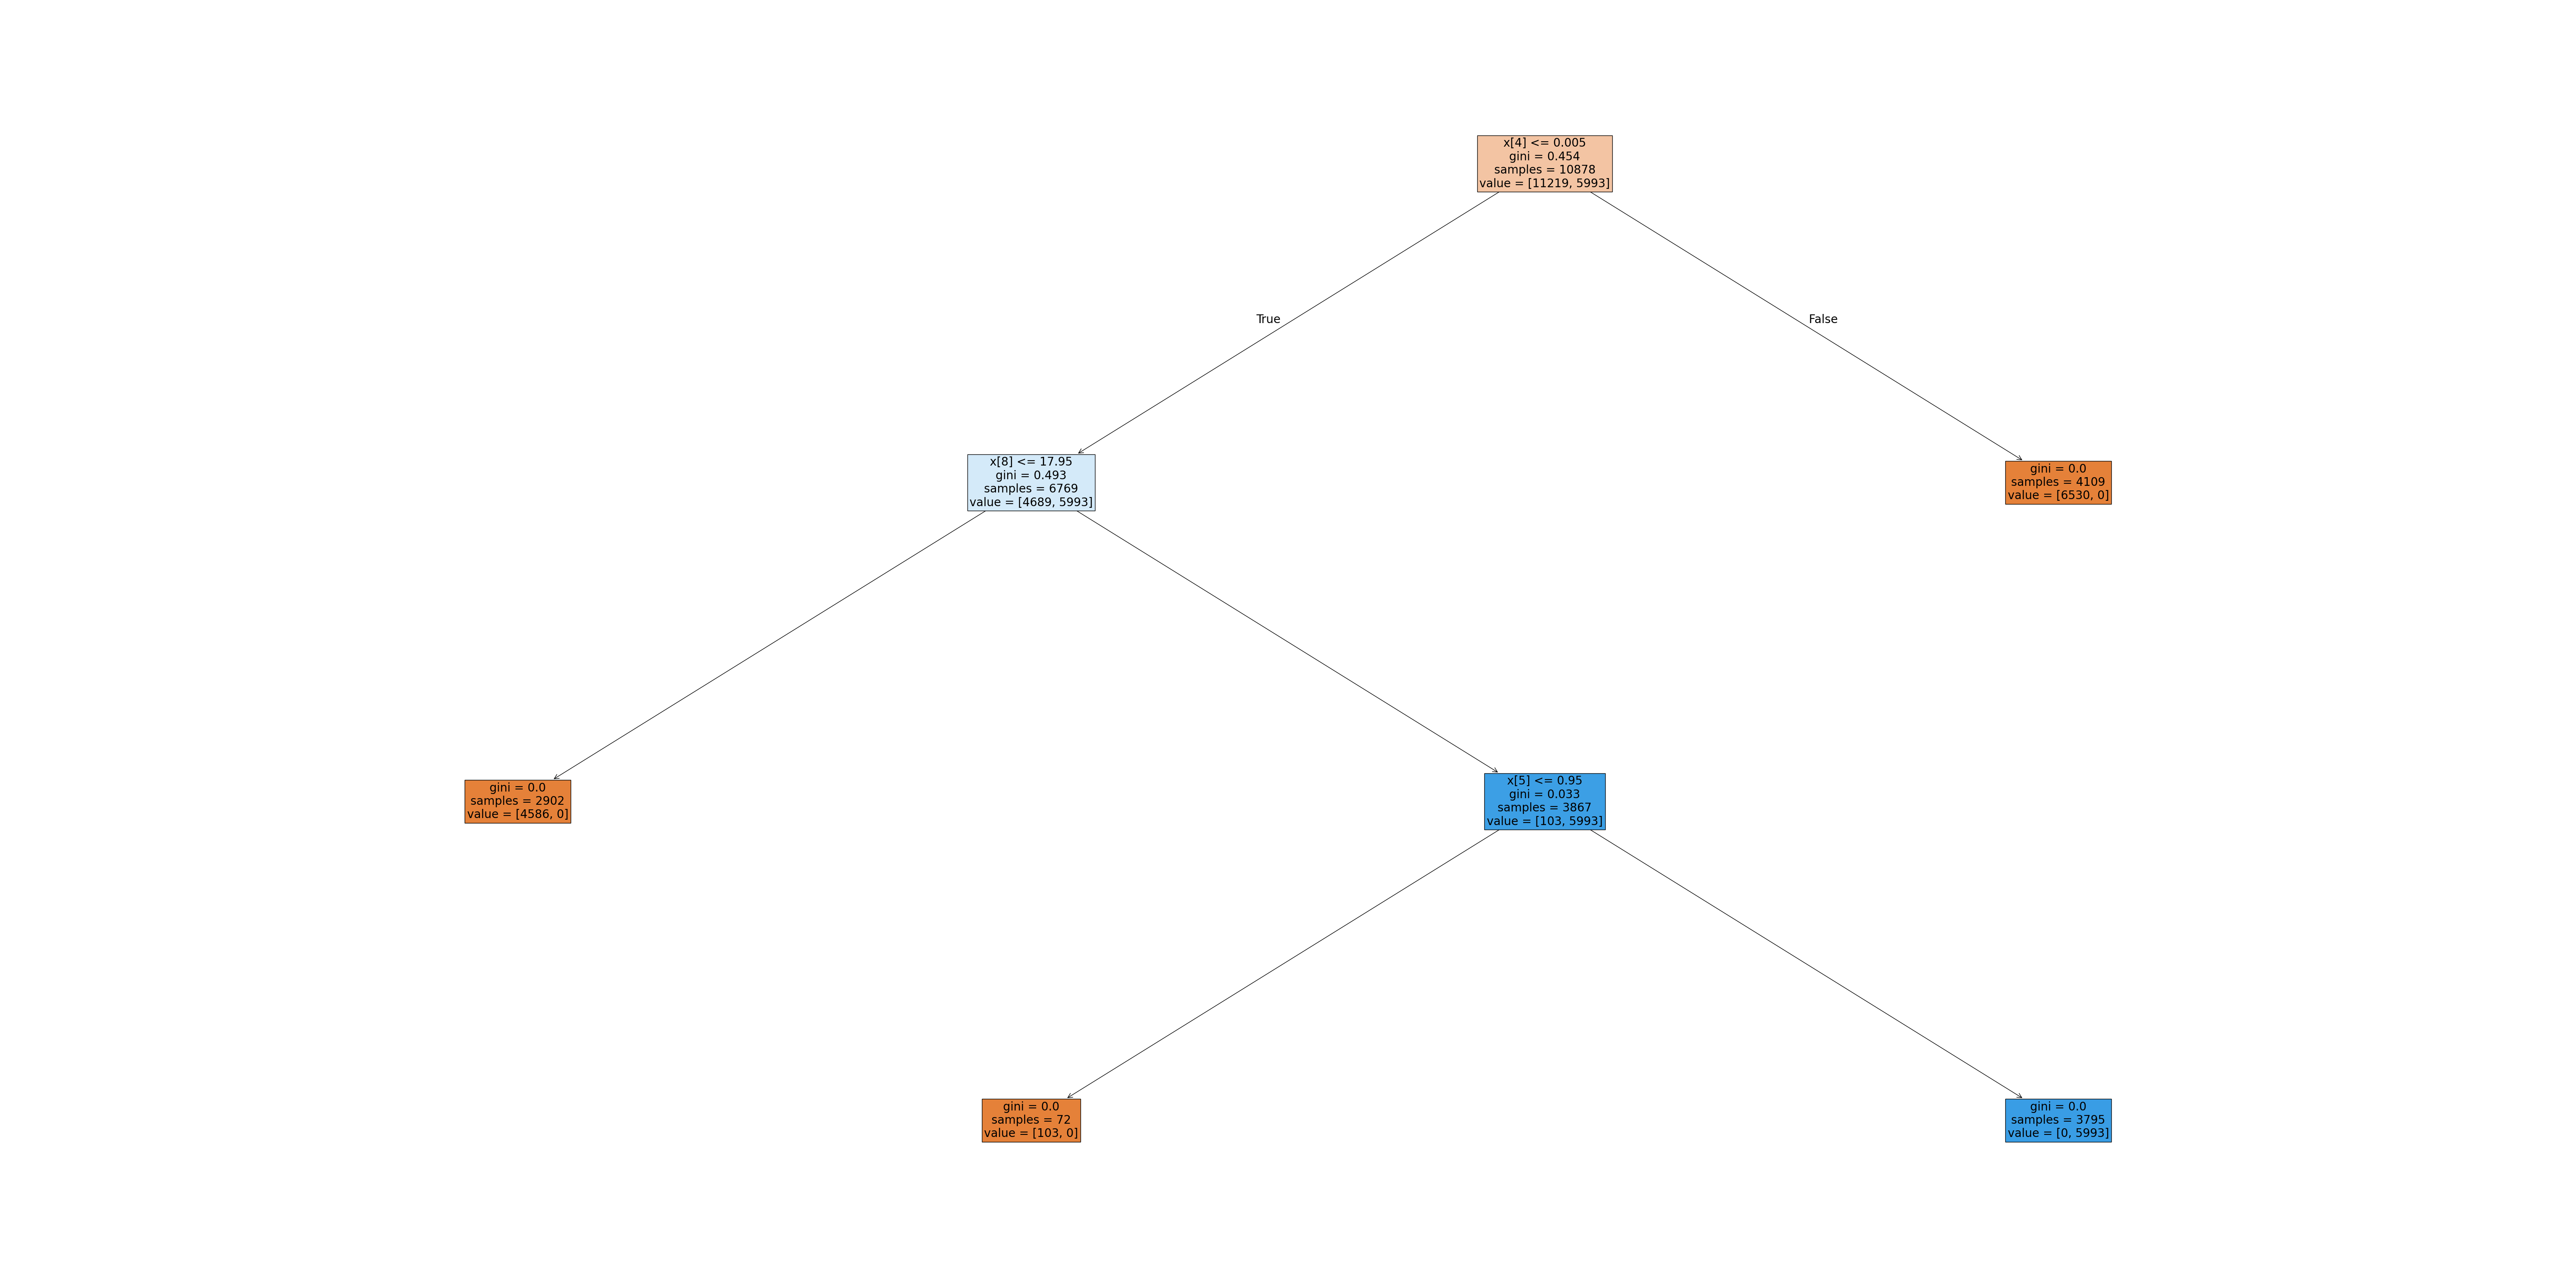 x[4] <= 0.005
gini = 0.454
samples = 10878
value = [11219, 5993]
True
False
x[8] <= 17.95
gini = 0.493
samples = 6769
value = [4689, 5993]
gini = 0.0
samples = 4109
value = [6530, 0]
gini = 0.0
samples = 2902
value = [4586, 0]
x[5] <= 0.95
gini = 0.033
samples = 3867
value = [103, 5993]
gini = 0.0
samples = 72
value = [103, 0]
gini = 0.0
samples = 3795
value = [0, 5993]